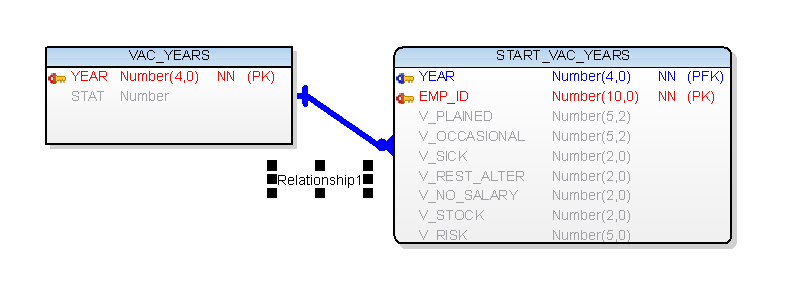 VAC_YEARS
YEAR Number(4,0) NN (PK)
STAT Number
Relationship1
START_VAC_YEARS
YEAR Number(4,0) NN (PFK)
EMP_ID Number(10,0) NN (PK)
V_PLAINED Number(5,2)
V_OCCASIONAL Number(5,2)
V_SICK Number(2,0)
V_REST_ALTER Number(2,0)
V_NO_SALARY Number(2,0)
V_STOCK Number(2,0)
V_RISK Number(5,0)